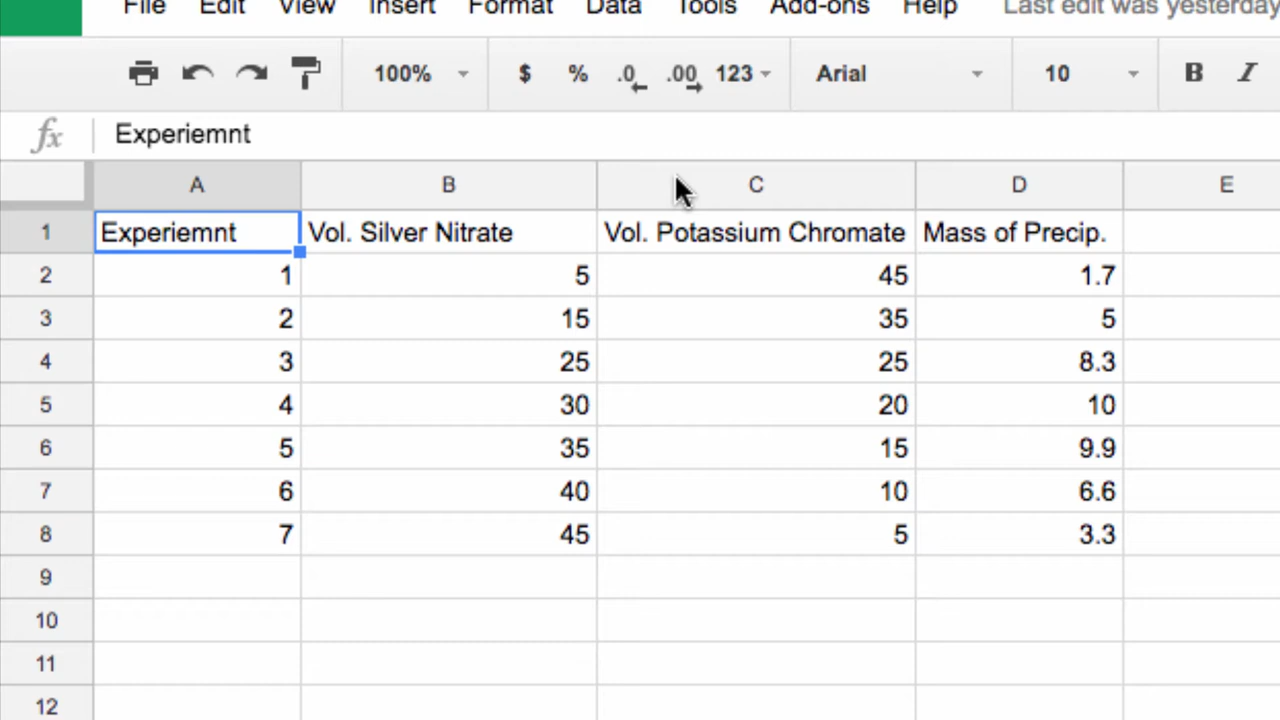 File Edit View Insert Format Data Tools Add-ons Help Last edit was yesterday
100% $ % .0 .00 123 Arial 10 B I
fx Experiemnt
A B C D E
1 Experiemnt Vol. Silver Nitrate Vol. Potassium Chromate Mass of Precip.
2 1 5 45 1.7
3 2 15 35 5
4 3 25 25 8.3
5 4 30 20 10
6 5 35 15 9.9
7 6 40 10 6.6
8 7 45 5 3.3
9
10
11
12